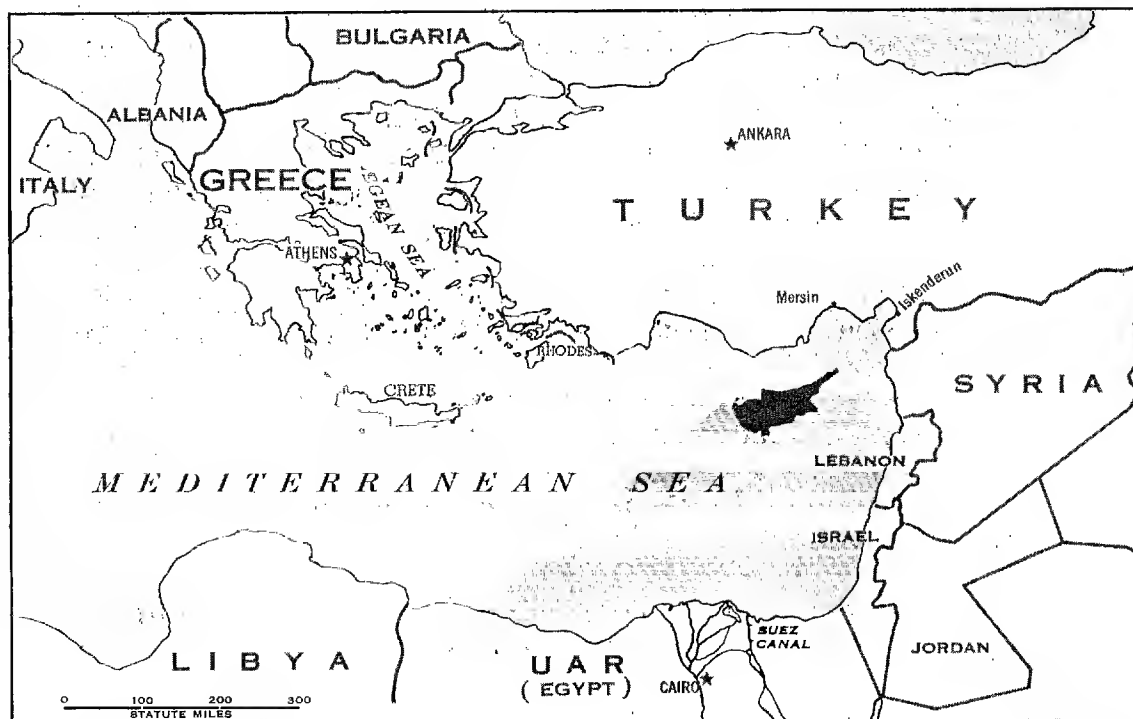 BULGARIA
ALBANIA
ITALY
GREECE
AEGEAN SEA
ATHENS
ANKARA
TURKEY
Mersin
Iskenderun
RHODES
CRETE
SYRIA
MEDITERRANEAN SEA
LEBANON
ISRAEL
LIBYA
UAR
(EGYPT)
SUEZ
CANAL
CAIRO
JORDAN
0 100 200 300
STATUTE MILES